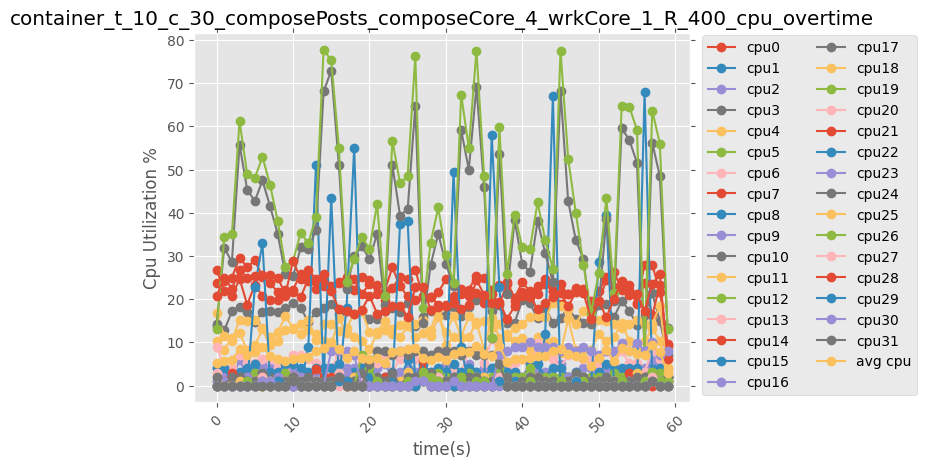 container_t_10_c_30_composePosts_composeCore_4_wrkCore_1_R_400_cpu_overtime
80
70
60
50
40
30
20
10
0
Cpu Utilization %
0
10
20
30
40
50
60
time(s)
cpu0
cpu1
cpu2
cpu3
cpu4
cpu5
cpu6
cpu7
cpu8
cpu9
cpu10
cpu11
cpu12
cpu13
cpu14
cpu15
cpu16
cpu17
cpu18
cpu19
cpu20
cpu21
cpu22
cpu23
cpu24
cpu25
cpu26
cpu27
cpu28
cpu29
cpu30
cpu31
avg cpu